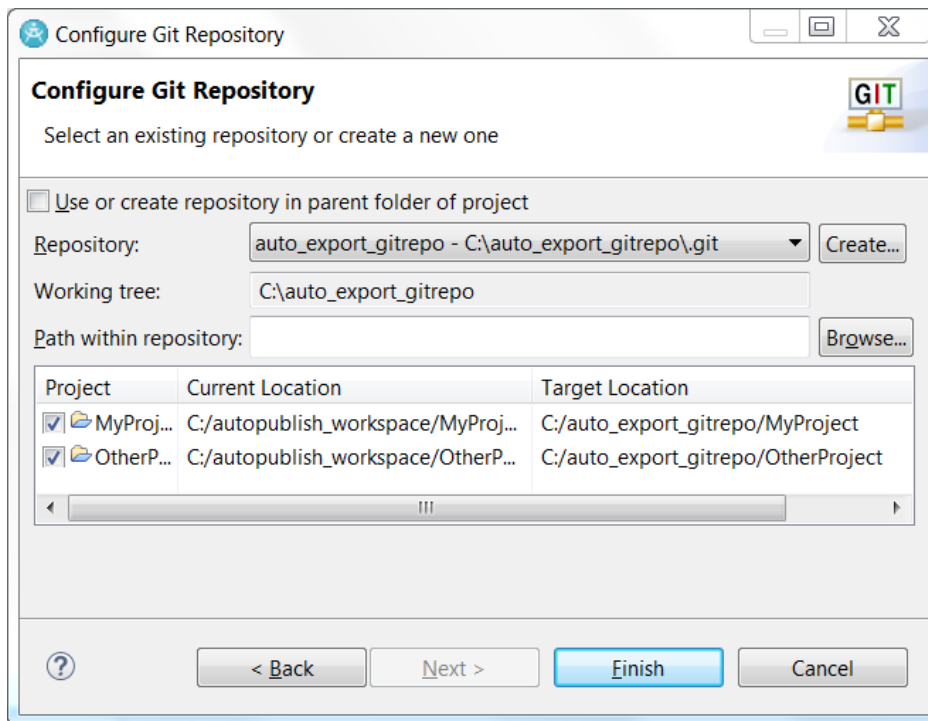 Configure Git Repository
Configure Git Repository
GIT
Select an existing repository or create a new one
Use or create repository in parent folder of project
Repository: auto_export_gitrepo - C:\auto_export_gitrepo\.git Create...
Working tree: C:\auto_export_gitrepo
Path within repository: Browse...
Project Current Location Target Location
MyProj... C:/autopublish_workspace/MyProj... C:/auto_export_gitrepo/MyProject
OtherP... C:/autopublish_workspace/OtherP... C:/auto_export_gitrepo/OtherProject
? < Back Next > Finish Cancel